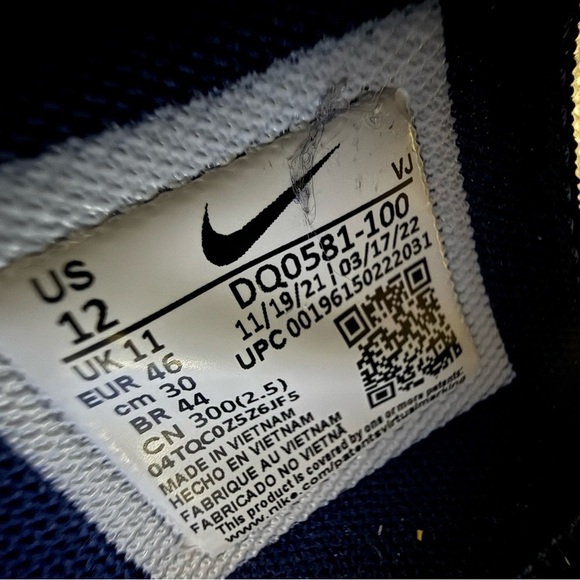 VJ
US
12
DQ0581-100
11/19/21 | 03/17/22
UPC 00196150222031
UK 11
EUR 46
cm 30
BR 44
CN 300(2.5)
04TQC0Z5Z6JF5
MADE IN VIETNAM
HECHO EN VIETNAM
FABRIQUE AU VIETNAM
FABRICADO NO VIETNÃ
This product is covered by one or more patents:
www.nike.com/patentsvirtualmarking